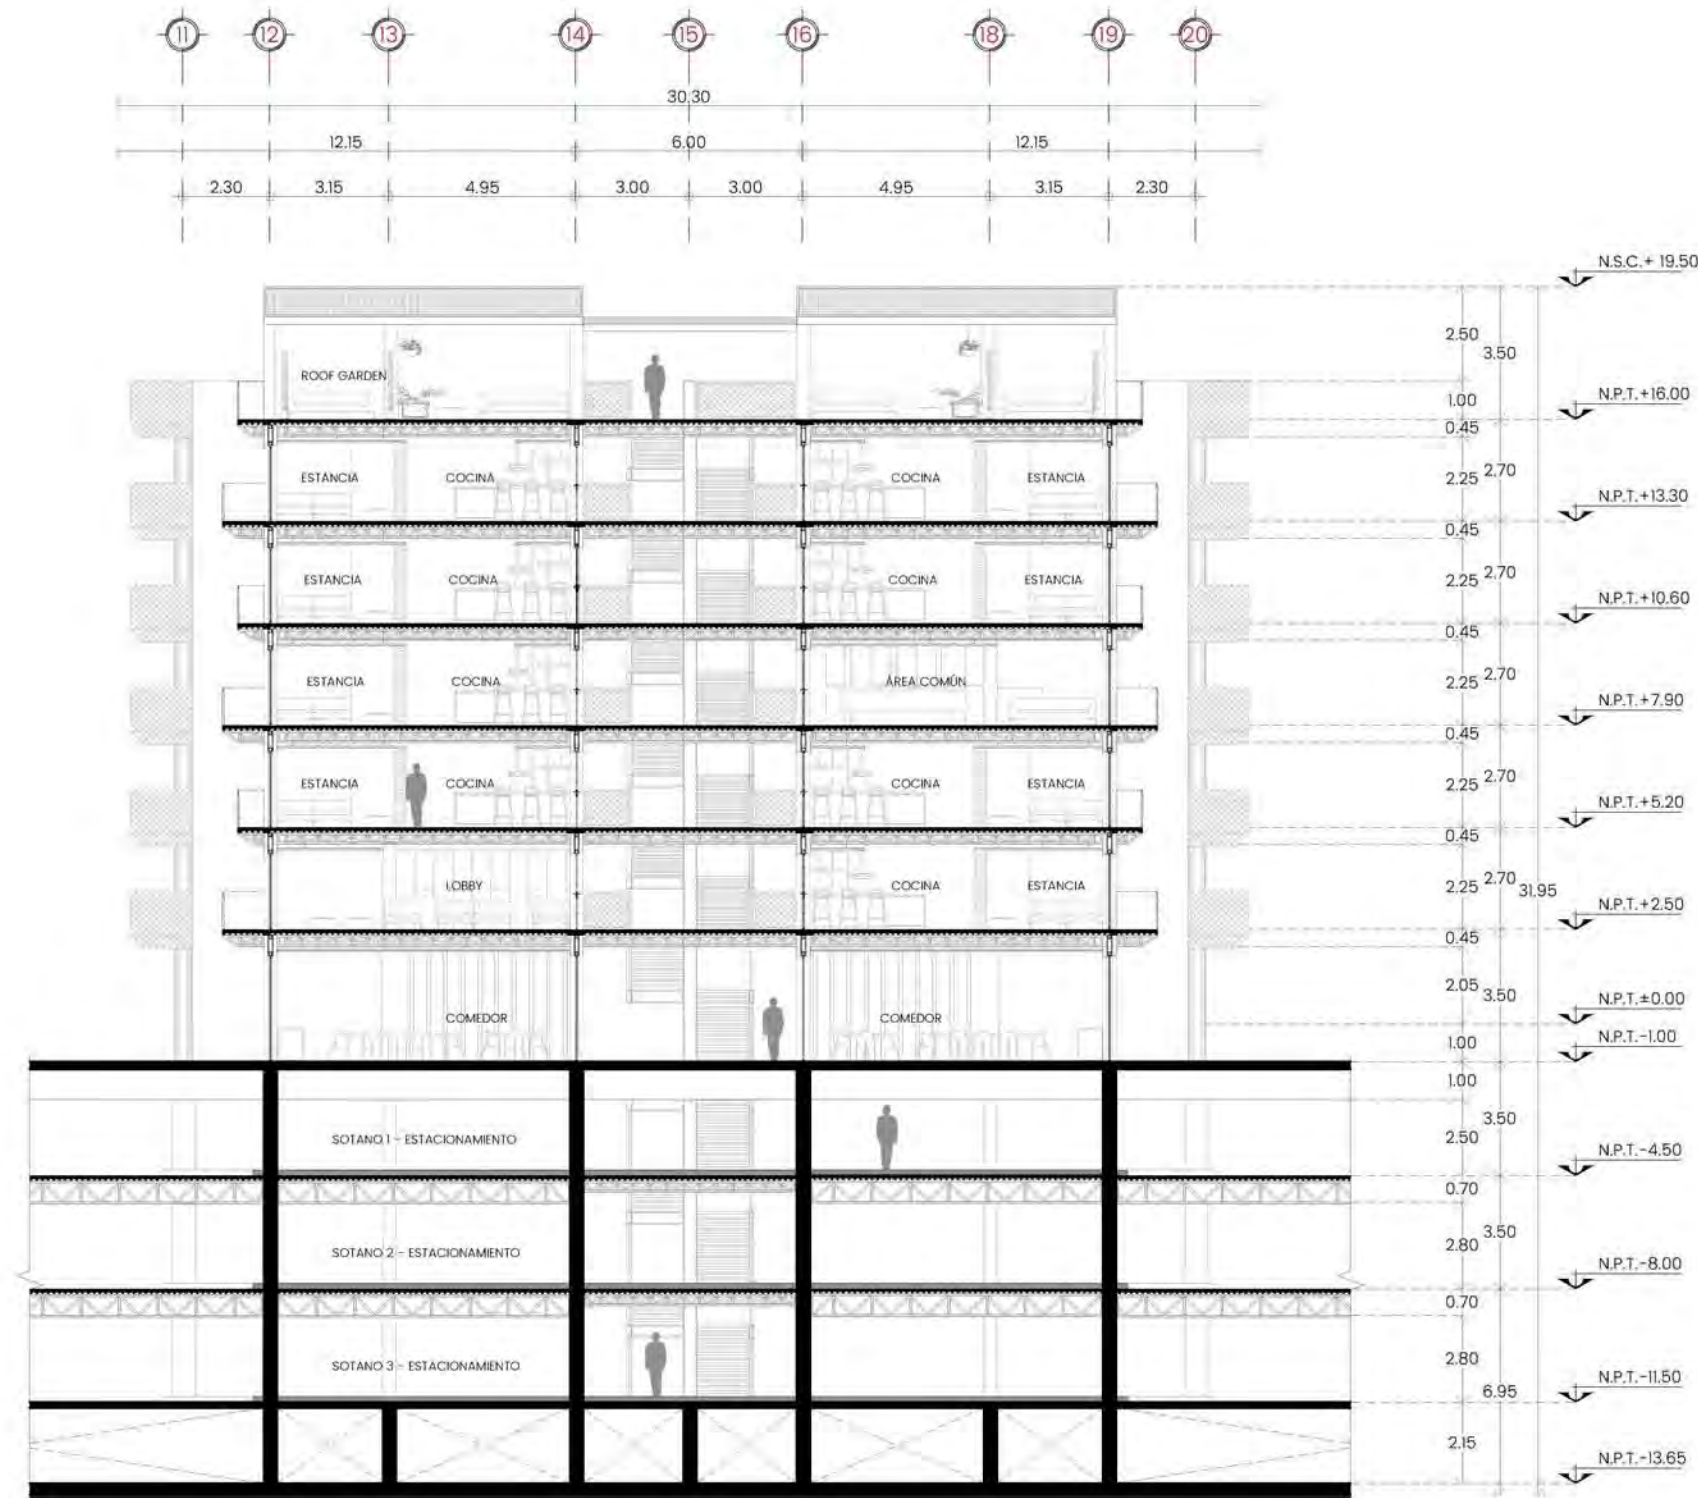 11 12 13 14 15 16 18 19 20
30.30
12.15 6.00 12.15
2.30 3.15 4.95 3.00 3.00 4.95 3.15 2.30
N.S.C.+ 19.50
2.50
3.50
ROOF GARDEN
N.P.T.+16.00
1.00
0.45
ESTANCIA COCINA COCINA ESTANCIA
2.25 2.70
N.P.T.+13.30
0.45
ESTANCIA COCINA COCINA ESTANCIA
2.25 2.70
N.P.T.+10.60
0.45
ESTANCIA COCINA ÁREA COMÚN
2.25 2.70
N.P.T.+7.90
0.45
ESTANCIA COCINA COCINA ESTANCIA
2.25 2.70
N.P.T.+5.20
0.45
LOBBY COCINA ESTANCIA
2.25 2.70
31.95
N.P.T.+2.50
0.45
2.05
3.50
N.P.T.±0.00
COMEDOR COMEDOR
N.P.T.-1.00
1.00
1.00
3.50
SOTANO 1 - ESTACIONAMIENTO
2.50
N.P.T.-4.50
0.70
3.50
SOTANO 2 - ESTACIONAMIENTO
2.80
N.P.T.-8.00
0.70
SOTANO 3 - ESTACIONAMIENTO
2.80
N.P.T.-11.50
6.95
2.15
N.P.T.-13.65